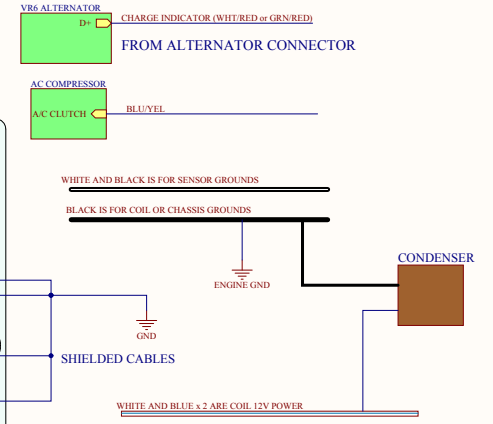 VR6 ALTERNATOR
D+
CHARGE INDICATOR (WHT/RED or GRN/RED)
FROM ALTERNATOR CONNECTOR
AC COMPRESSOR
A/C CLUTCH
BLU/YEL
WHITE AND BLACK IS FOR SENSOR GROUNDS
BLACK IS FOR COIL OR CHASSIS GROUNDS
CONDENSER
ENGINE GND
GND
SHIELDED CABLES
WHITE AND BLUE x 2 ARE COIL 12V POWER